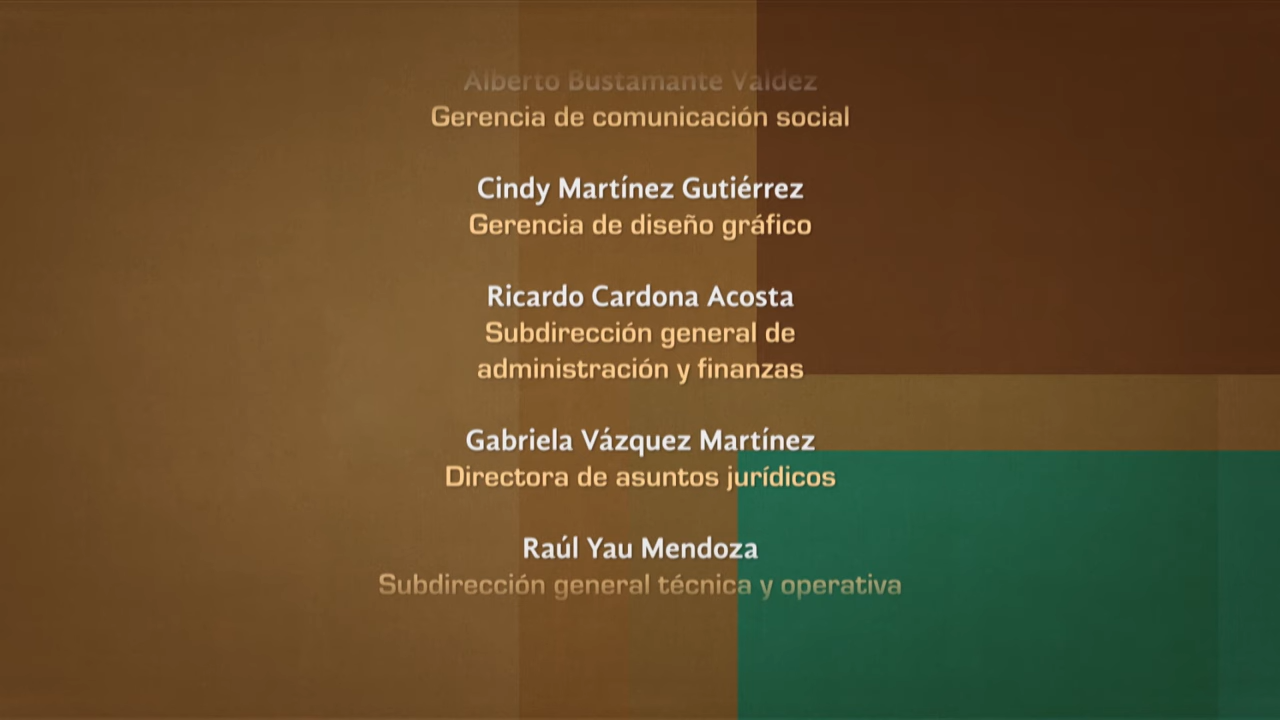 Alberto Bustamante Valdez
Gerencia de comunicación social
Cindy Martínez Gutiérrez
Gerencia de diseño gráfico
Ricardo Cardona Acosta
Subdirección general de
administración y finanzas
Gabriela Vázquez Martínez
Directora de asuntos jurídicos
Raúl Yau Mendoza
Subdirección general técnica y operativa